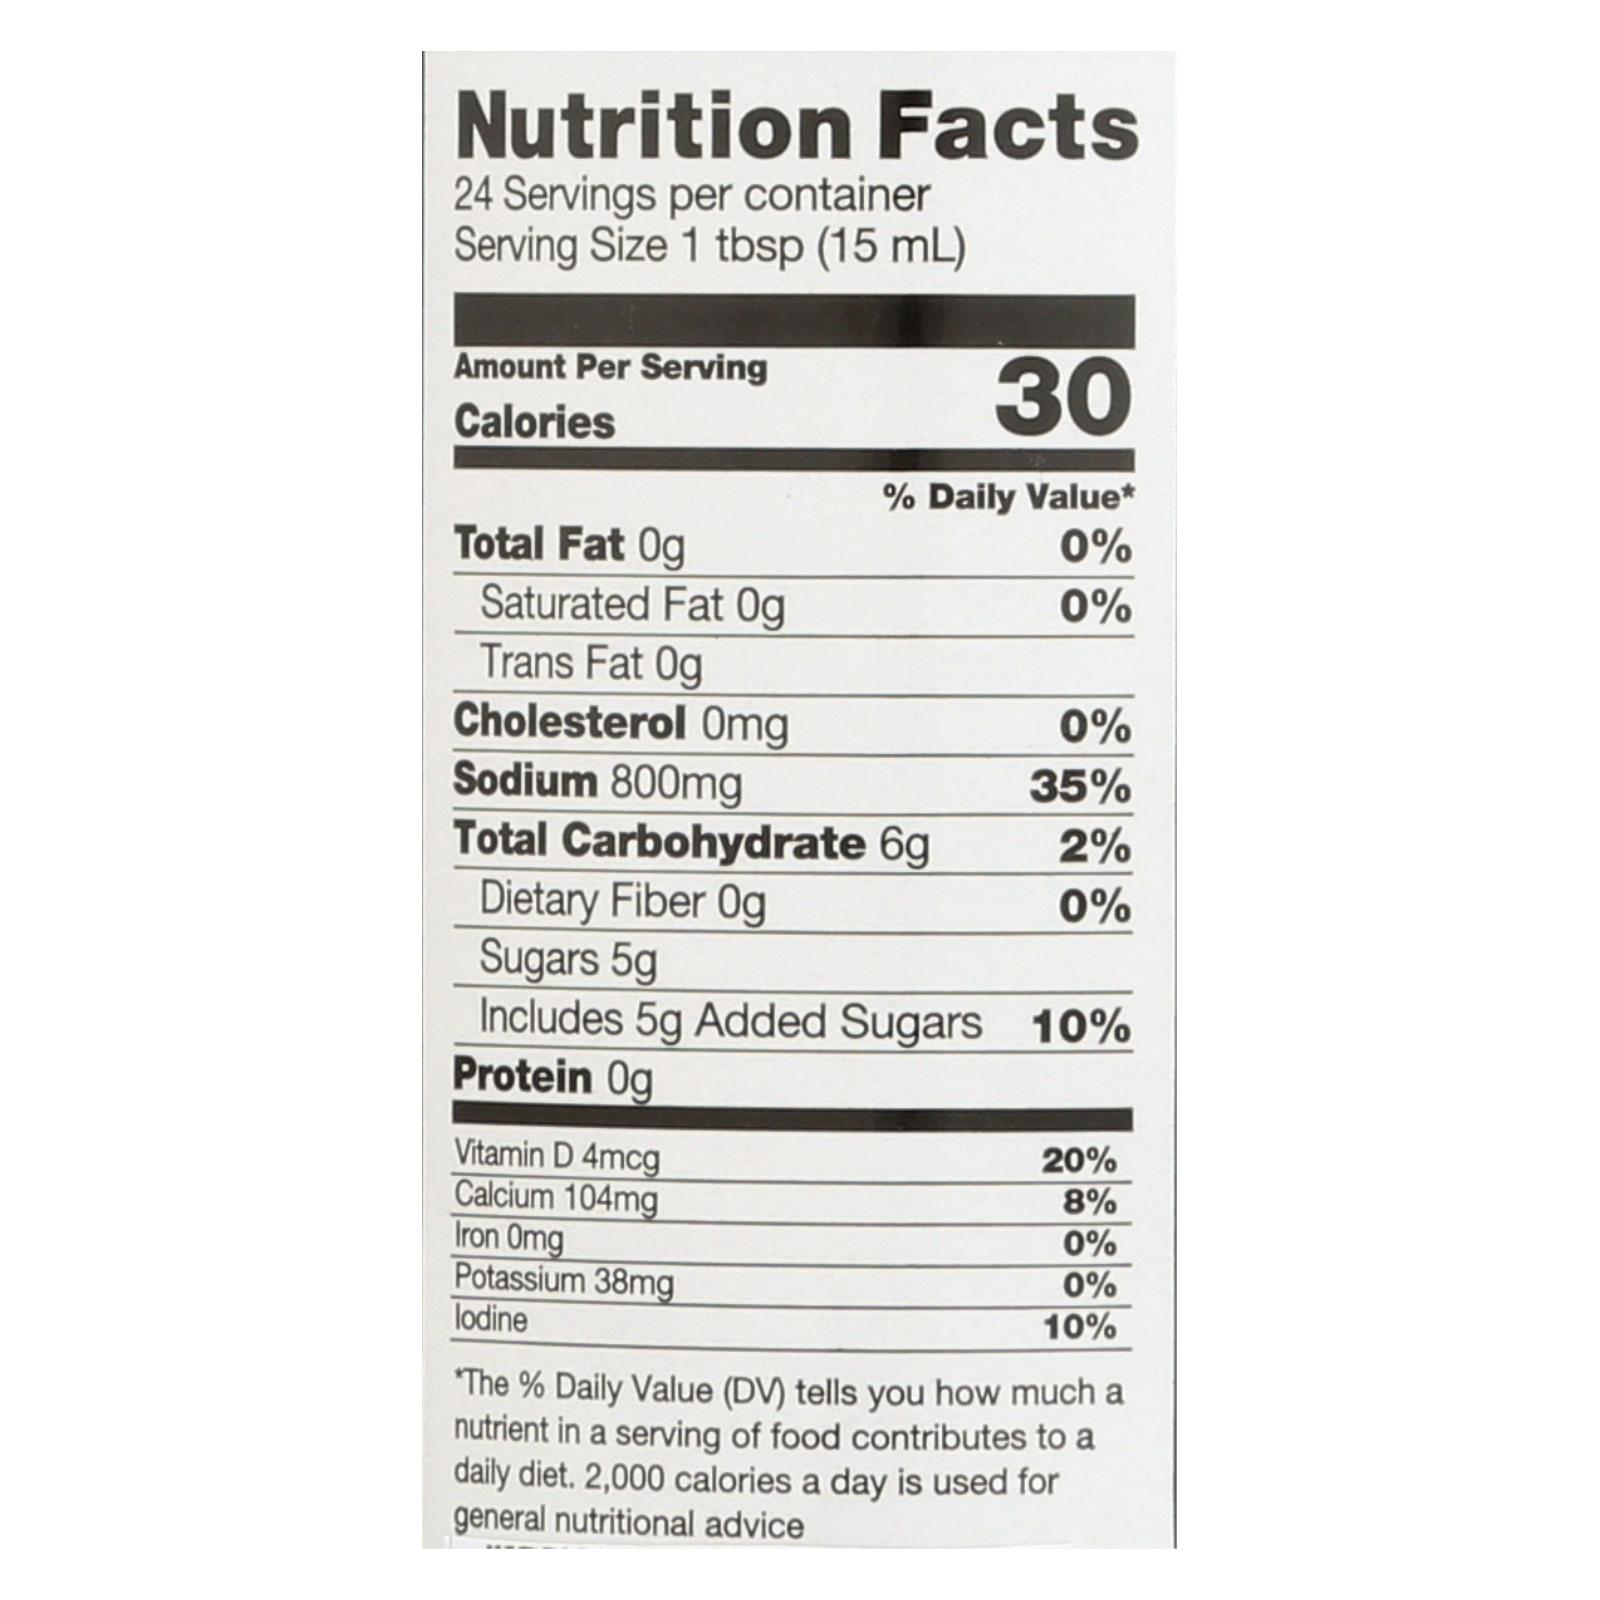 Nutrition Facts
24 Servings per container
Serving Size 1 tbsp (15 mL)
Amount Per Serving
Calories 30
% Daily Value*
Total Fat 0g 0%
Saturated Fat 0g 0%
Trans Fat 0g
Cholesterol 0mg 0%
Sodium 800mg 35%
Total Carbohydrate 6g 2%
Dietary Fiber 0g 0%
Sugars 5g
Includes 5g Added Sugars 10%
Protein 0g
Vitamin D 4mcg 20%
Calcium 104mg 8%
Iron 0mg 0%
Potassium 38mg 0%
Iodine 10%
*The % Daily Value (DV) tells you how much a
nutrient in a serving of food contributes to a
daily diet. 2,000 calories a day is used for
general nutritional advice